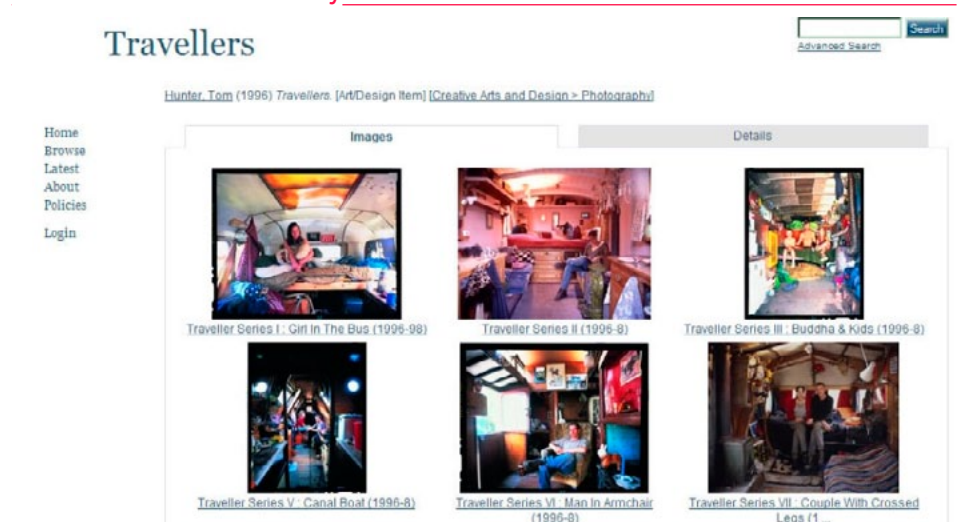 Travellers
Search
Advanced Search
Hunter, Tom (1996) Travellers. [Art/Design Item] [Creative Arts and Design > Photography]
Home
Browse
Latest
About
Policies
Login
Images
Details
Traveller Series I : Girl In The Bus (1996-98)
Traveller Series II (1996-8)
Traveller Series III : Buddha & Kids (1996-8)
Traveller Series V : Canal Boat (1996-8)
Traveller Series VI : Man In Armchair
(1996-8)
Traveller Series VII : Couple With Crossed
Legs (1...